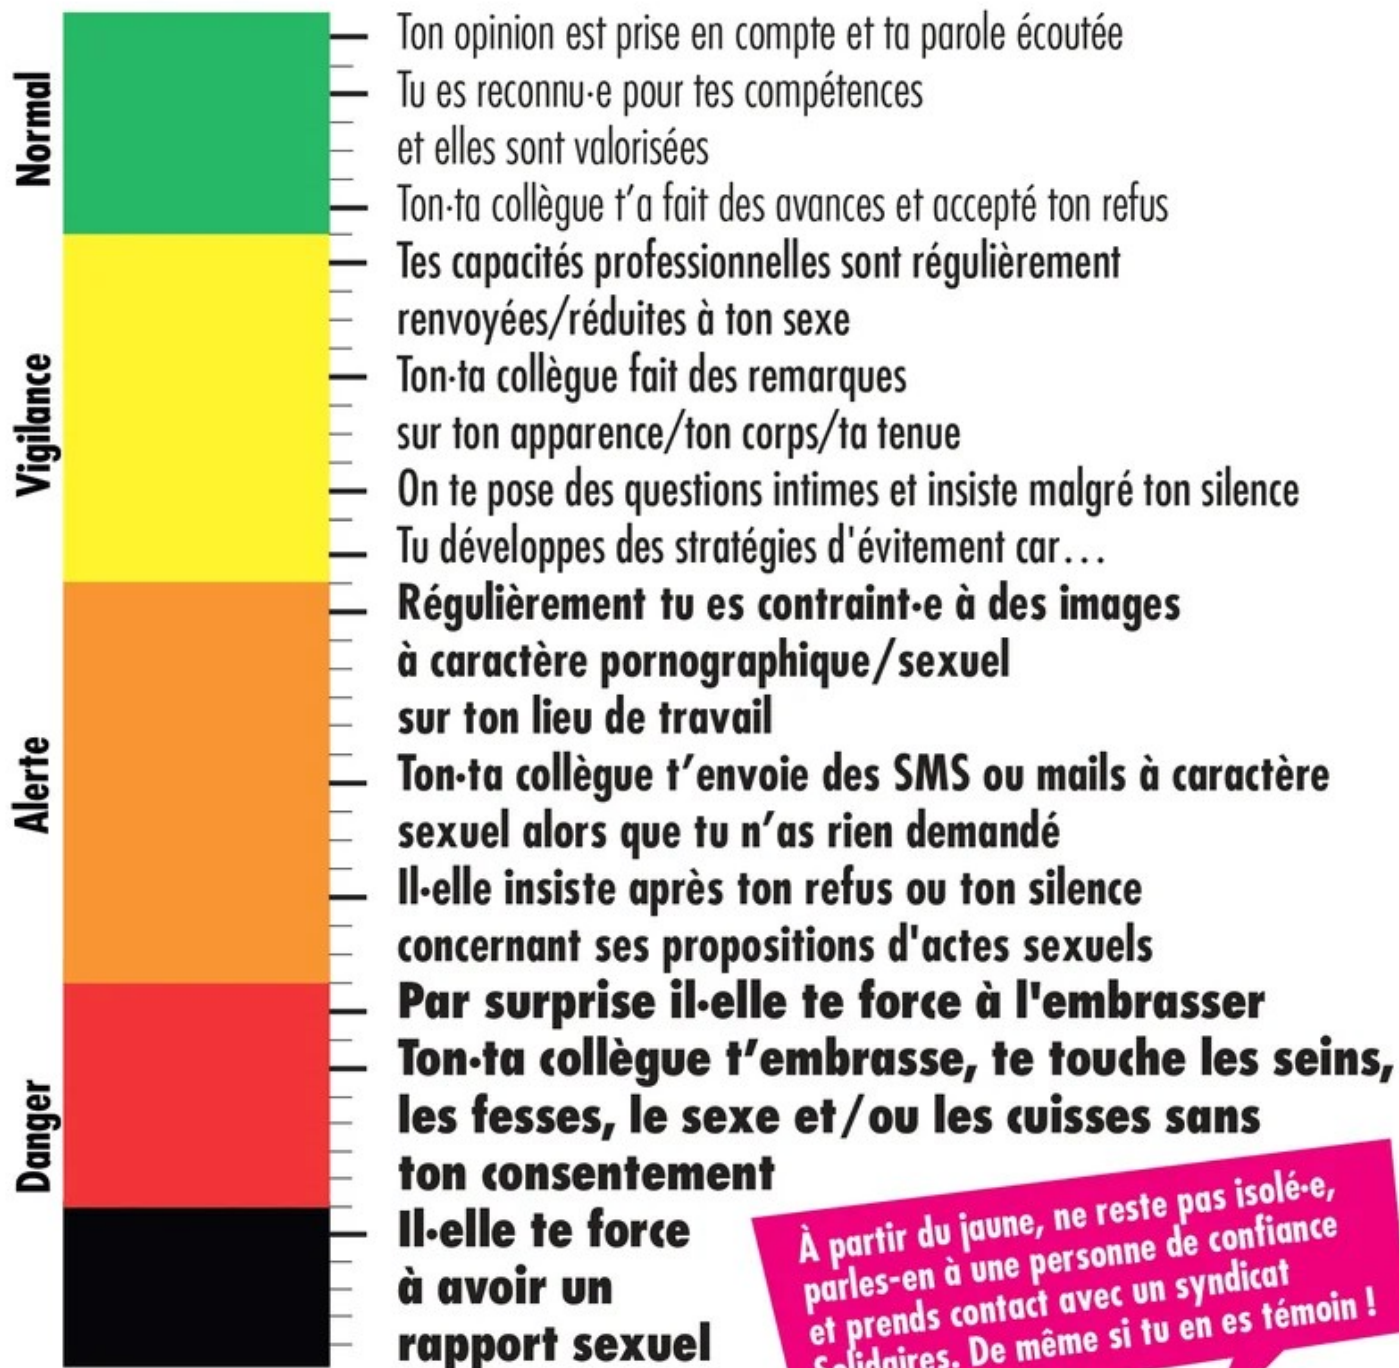 Normal
Ton opinion est prise en compte et ta parole écoutée
Tu es reconnu·e pour tes compétences
et elles sont valorisées
Ton·ta collègue t’a fait des avances et accepté ton refus
Vigilance
Tes capacités professionnelles sont régulièrement
renvoyées/réduites à ton sexe
Ton·ta collègue fait des remarques
sur ton apparence/ton corps/ta tenue
On te pose des questions intimes et insiste malgré ton silence
Tu développes des stratégies d'évitement car…
Alerte
Régulièrement tu es contraint·e à des images
à caractère pornographique/sexuel
sur ton lieu de travail
Ton·ta collègue t’envoie des SMS ou mails à caractère
sexuel alors que tu n’as rien demandé
Il·elle insiste après ton refus ou ton silence
concernant ses propositions d'actes sexuels
Danger
Par surprise il·elle te force à l'embrasser
Ton·ta collègue t’embrasse, te touche les seins,
les fesses, le sexe et/ou les cuisses sans
ton consentement
Il·elle te force
à avoir un
rapport sexuel
À partir du jaune, ne reste pas isolé·e,
parles-en à une personne de confiance
et prends contact avec un syndicat
Solidaires. De même si tu en es témoin !